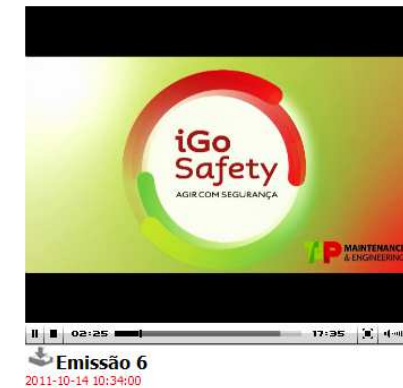 iGo
Safety
AGIR COM SEGURANÇA
TAP MAINTENANCE
& ENGINEERING
02:25 17:35
Emissão 6
2011-10-14 10:34:00